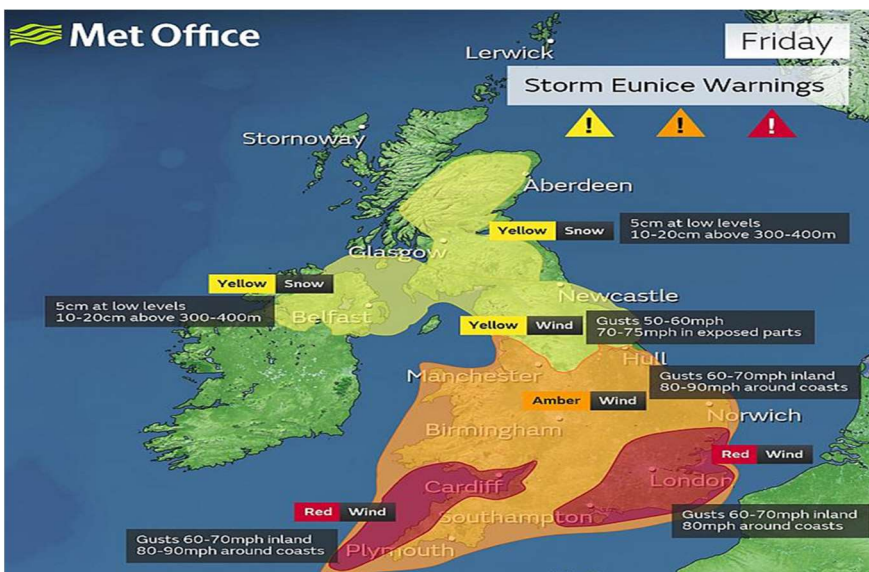 Met Office
Friday
Lerwick
Storm Eunice Warnings
!
!
!
Stornoway
Aberdeen
Yellow Snow
5cm at low levels
10-20cm above 300-400m
Glasgow
Yellow Snow
5cm at low levels
10-20cm above 300-400m
Belfast
Newcastle
Yellow Wind
Gusts 50-60mph
70-75mph in exposed parts
Hull
Manchester
Gusts 60-70mph inland
80-90mph around coasts
Amber Wind
Norwich
Birmingham
Red Wind
Cardiff
London
Red Wind
Southampton
Gusts 60-70mph inland
80mph around coasts
Gusts 60-70mph inland
80-90mph around coasts
Plymouth